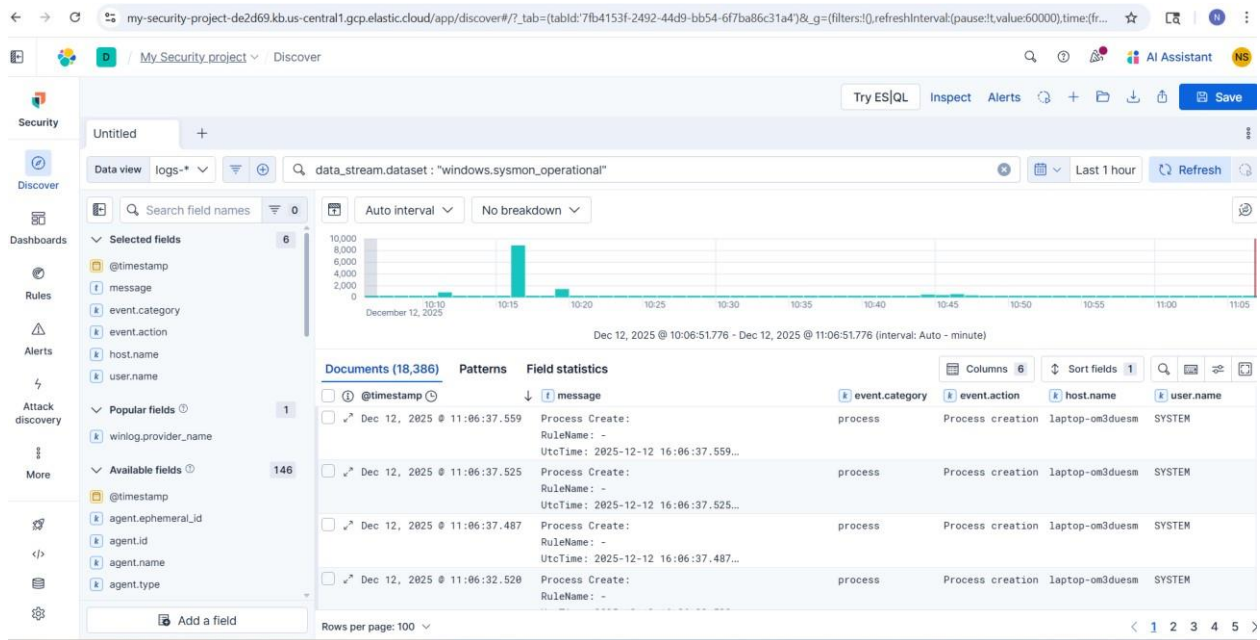 my-security-project-de2d69.kb.us-central1.gcp.elastic.cloud/app/discover#/?_tab=(tabId:'7fb4153f-2492-44d9-bb54-6f7ba86c31a4')&_g=(filters:!(),refreshInterval:(pause:!t,value:60000),time:(fr...
N
D / My Security project / Discover
AI Assistant NS
Security
Discover
Dashboards
Rules
Alerts
Attack discovery
More
Try ES|QL Inspect Alerts Save
Untitled +
Data view logs-* data_stream.dataset : "windows.sysmon_operational" Last 1 hour Refresh
Search field names 0
Selected fields 6
@timestamp
message
event.category
event.action
host.name
user.name
Popular fields 1
winlog.provider_name
Available fields 146
@timestamp
agent.ephemeral_id
agent.id
agent.name
agent.type
Add a field
Auto interval No breakdown
10,000
8,000
6,000
4,000
2,000
0
10:10 10:15 10:20 10:25 10:30 10:35 10:40 10:45 10:50 10:55 11:00 11:05
December 12, 2025
Dec 12, 2025 @ 10:06:51.776 - Dec 12, 2025 @ 11:06:51.776 (interval: Auto - minute)
Documents (18,386) Patterns Field statistics Columns 6 Sort fields 1
@timestamp message event.category event.action host.name user.name
Dec 12, 2025 @ 11:06:37.559 Process Create: process Process creation laptop-om3duesm SYSTEM
RuleName: -
UtcTime: 2025-12-12 16:06:37.559...
Dec 12, 2025 @ 11:06:37.525 Process Create: process Process creation laptop-om3duesm SYSTEM
RuleName: -
UtcTime: 2025-12-12 16:06:37.525...
Dec 12, 2025 @ 11:06:37.487 Process Create: process Process creation laptop-om3duesm SYSTEM
RuleName: -
UtcTime: 2025-12-12 16:06:37.487...
Dec 12, 2025 @ 11:06:32.520 Process Create: process Process creation laptop-om3duesm SYSTEM
RuleName: -
Rows per page: 100 < 1 2 3 4 5 >